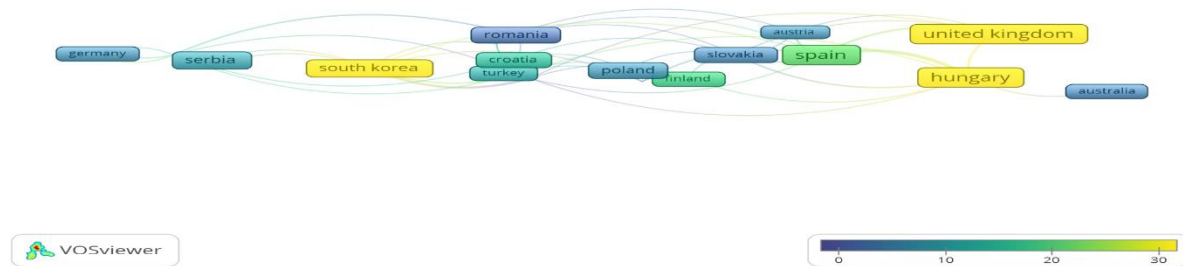 romania
austria
united kingdom
germany
serbia
croatia
slovakia
spain
south korea
turkey
poland
finland
hungary
australia
VOSviewer
0 10 20 30